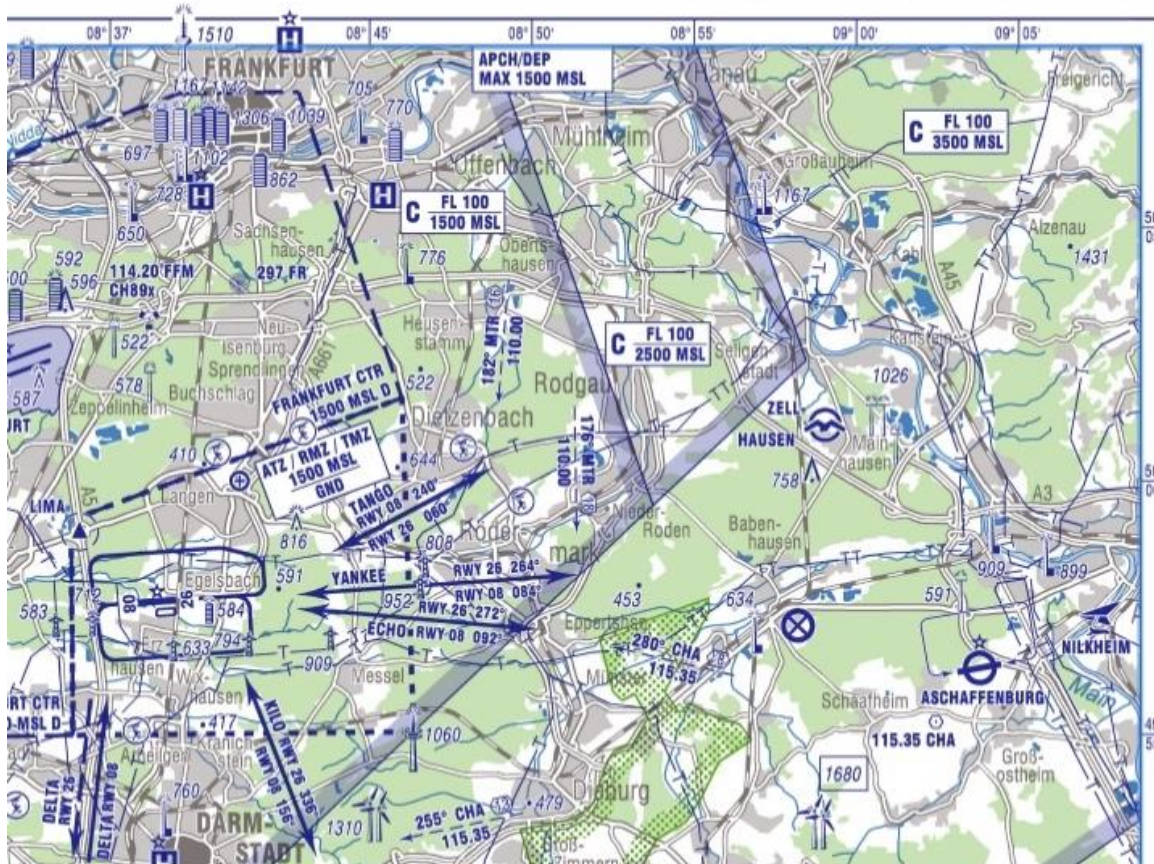 08° 37'
08° 45'
08° 50'
08° 55'
09° 00'
09° 05'
1510
H
FRANKFURT
APCH/DEP
MAX 1500 MSL
Hanau
Freigericht
1167
1142
1306
1039
705
770
697
1102
728
862
H
H
650
Mühlheim
Offenbach
C FL 100
3500 MSL
Großauheim
1167
C FL 100
1500 MSL
Sachsen-
hausen
Oberts-
hausen
Kahl
Alzenau
1431
A45
592
596
114.20 FFM
CH89x
297 FR
776
522
Neu-
Isenburg
Heusen-
stamm
182° MTR
110.00
C FL 100
2500 MSL
Karlstein
Seligen-
stadt
Sprendlingen
A661
578
Buchschlag
587
Zeppelinheim
FRANKFURT CTR
1500 MSL D
522
Rodgau
1026
Dietzenbach
ZELL-
HAUSEN
Main-
hausen
410
ATZ / RMZ / TMZ
1500 MSL
GND
644
176° MTR
110.00
758
Langen
TANGO
RWY 08 240°
RWY 26 060°
A3
LIMA
A5
816
808
Röder-
mark
Nieder-
Roden
Baben-
hausen
Egelsbach
591
YANKEE
RWY 26 264°
RWY 08 084°
909
899
583
712
08
26
584
952
RWY 26 272°
ECHO RWY 08 092°
453
634
591
Eppertshsn
Erz-
hausen
633
794
909
280° CHA
115.35
NILKHEIM
Wix-
hausen
Messel
Münster
ASCHAFFENBURG
Schaafheim
Main
417
Kranich-
stein
KILO RWY 26 336°
RWY 08 156°
1060
115.35 CHA
Groß-
ostheim
DELTA
RWY 26
DELTA RWY 08
1680
760
Dieburg
479
1310
255° CHA
115.35
DARM-
STADT
H
Groß-
Zimmern